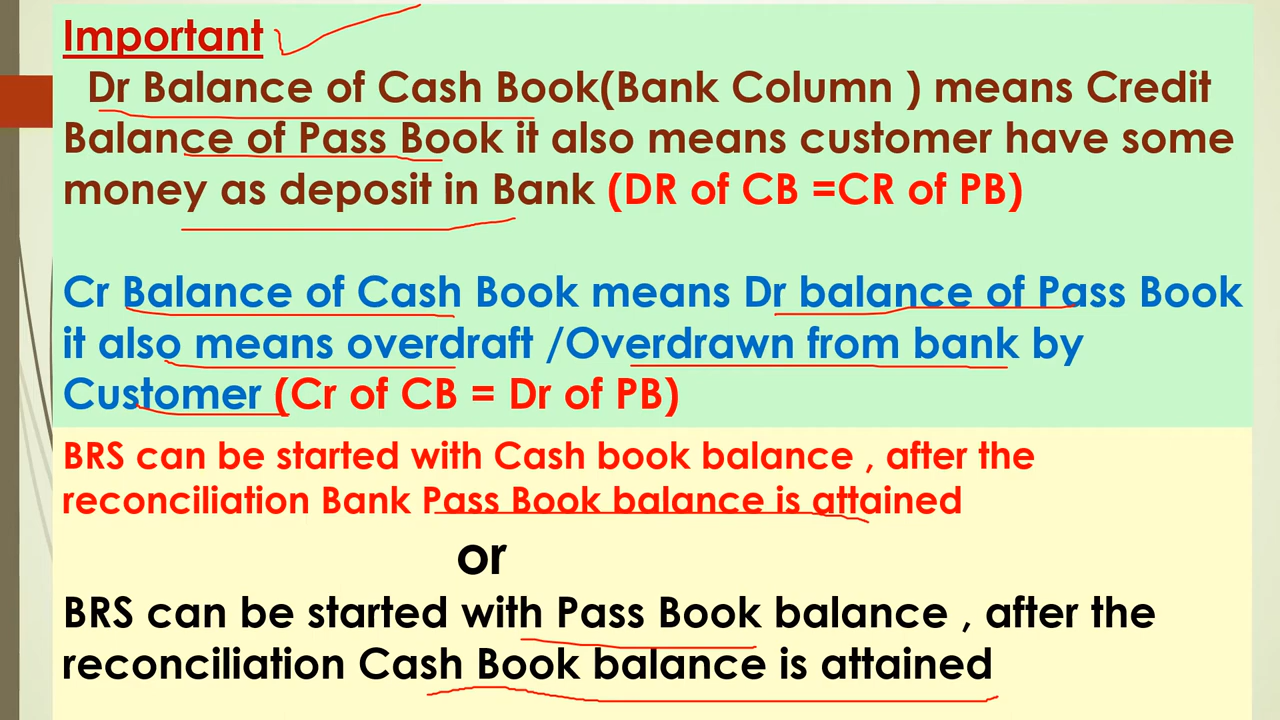 Important
Dr Balance of Cash Book(Bank Column ) means Credit
Balance of Pass Book it also means customer have some
money as deposit in Bank (DR of CB =CR of PB)
Cr Balance of Cash Book means Dr balance of Pass Book
it also means overdraft /Overdrawn from bank by
Customer (Cr of CB = Dr of PB)
BRS can be started with Cash book balance , after the
reconciliation Bank Pass Book balance is attained
or
BRS can be started with Pass Book balance , after the
reconciliation Cash Book balance is attained